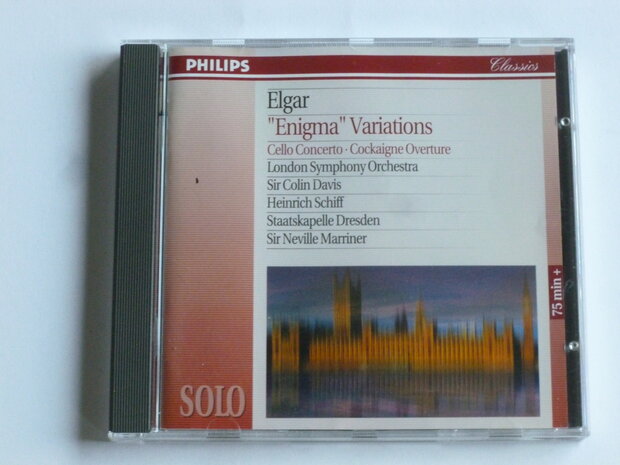 PHILIPS
Classics
Elgar
"Enigma" Variations
Cello Concerto · Cockaigne Overture
London Symphony Orchestra
Sir Colin Davis
Heinrich Schiff
Staatskapelle Dresden
Sir Neville Marriner
75 min +
SOLO